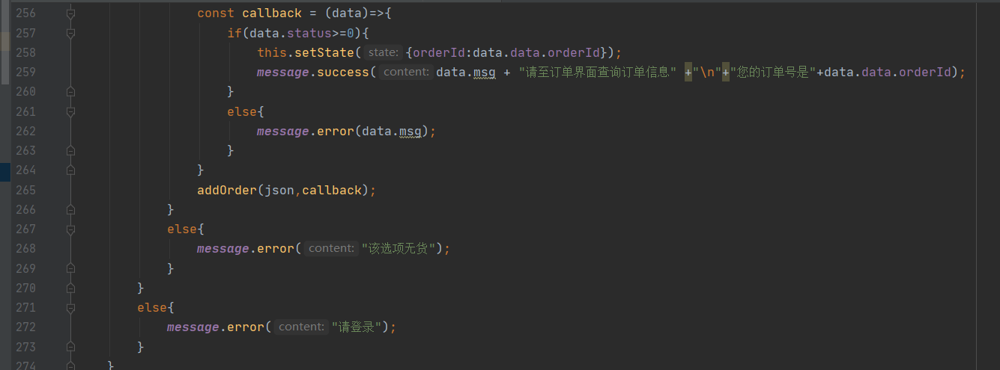 256 const callback = (data)=>{
257 if(data.status>=0){
258 this.setState( state: {orderId:data.data.orderId});
259 message.success( content: data.msg + "请至订单界面查询订单信息" +"\n"+"您的订单号是"+data.data.orderId);
260 }
261 else{
262 message.error(data.msg);
263 }
264 }
265 addOrder(json,callback);
266 }
267 else{
268 message.error( content: "该选项无货");
269 }
270 }
271 else{
272 message.error( content: "请登录");
273 }
274 }